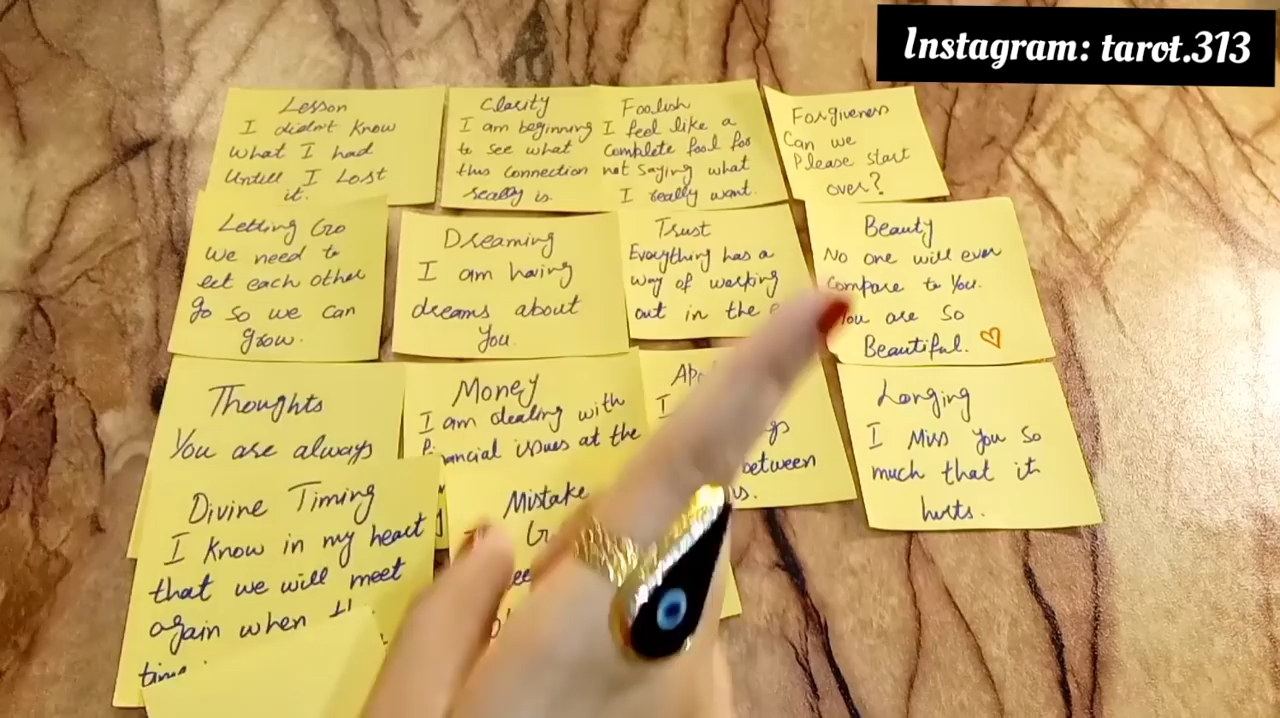 Instagram: tarot.313
Lesson
I didn't know
what I had
Untill I Lost
it.
Clarity
I am beginning
to see what
this connection
really is
Foolish
I feel like a
Complete fool for
not saying what
I really want.
Forgiveness
Can we
Please start
over?
Letting Go
We need to
let each other
go so we can
grow.
Dreaming
I am having
dreams about
You.
Trust
Everything has a
way of working
out in the
Beauty
No one will ever
Compare to You.
You are so
Beautiful.
Thoughts
You are always
Money
I am dealing with
financial issues at the
I
between
us.
Longing
I Miss you so
much that it
hurts.
Divine Timing
I know in my heart
that we will meet
again when
Mistake